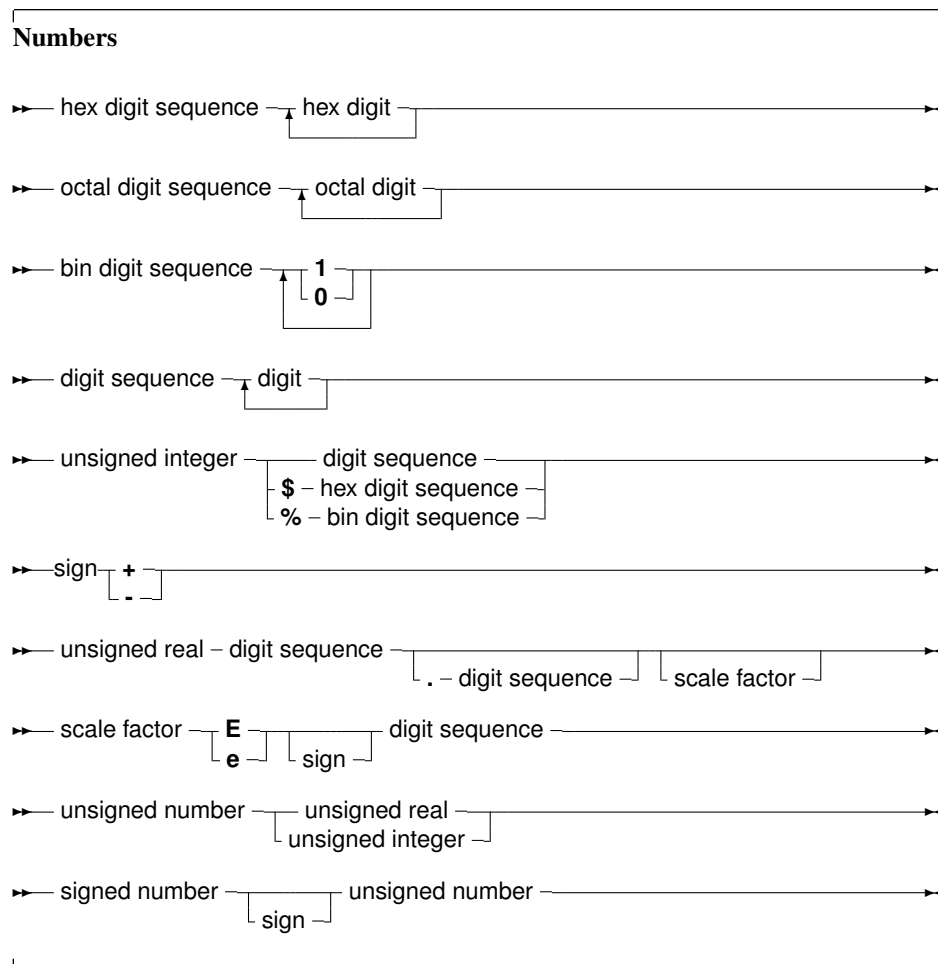 Numbers
hex digit sequence hex digit
octal digit sequence octal digit
bin digit sequence 1
0
digit sequence digit
unsigned integer digit sequence
$ hex digit sequence
% bin digit sequence
sign +
-
unsigned real digit sequence
. digit sequence scale factor
scale factor E digit sequence
e sign
unsigned number unsigned real
unsigned integer
signed number unsigned number
sign